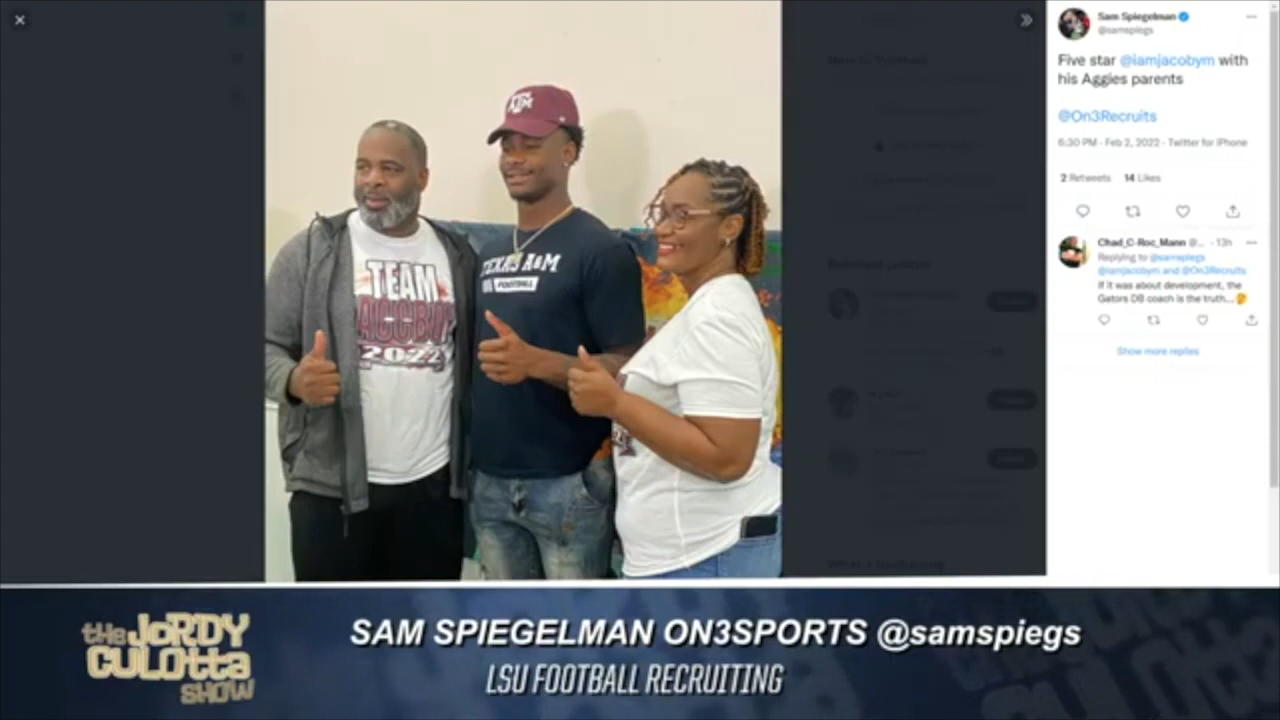 Sam Spiegelman
@samspiegs
Five star @iamjacobym with
his Aggies parents
@On3Recruits
6:30 PM · Feb 2, 2022 · Twitter for iPhone
2 Retweets 14 Likes
Chad_C-Roc_Mann @... · 13h
Replying to @samspiegs
@iamjacobym and @On3Recruits
If it was about development, the
Gators DB coach is the truth...
Show more replies
ATM
TEAM
2022
TEXAS A&M
FOOTBALL
the JORDY
CULOTTA
SHOW
SAM SPIEGELMAN ON3SPORTS @samspiegs
LSU FOOTBALL RECRUITING